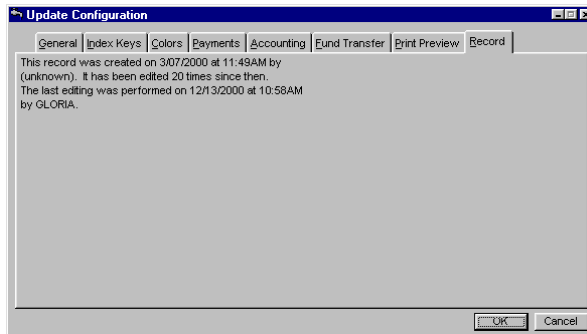 Update Configuration
General Index Keys Colors Payments Accounting Fund Transfer Print Preview Record
This record was created on 3/07/2000 at 11:49AM by
(unknown). It has been edited 20 times since then.
The last editing was performed on 12/13/2000 at 10:58AM
by GLORIA.
OK Cancel